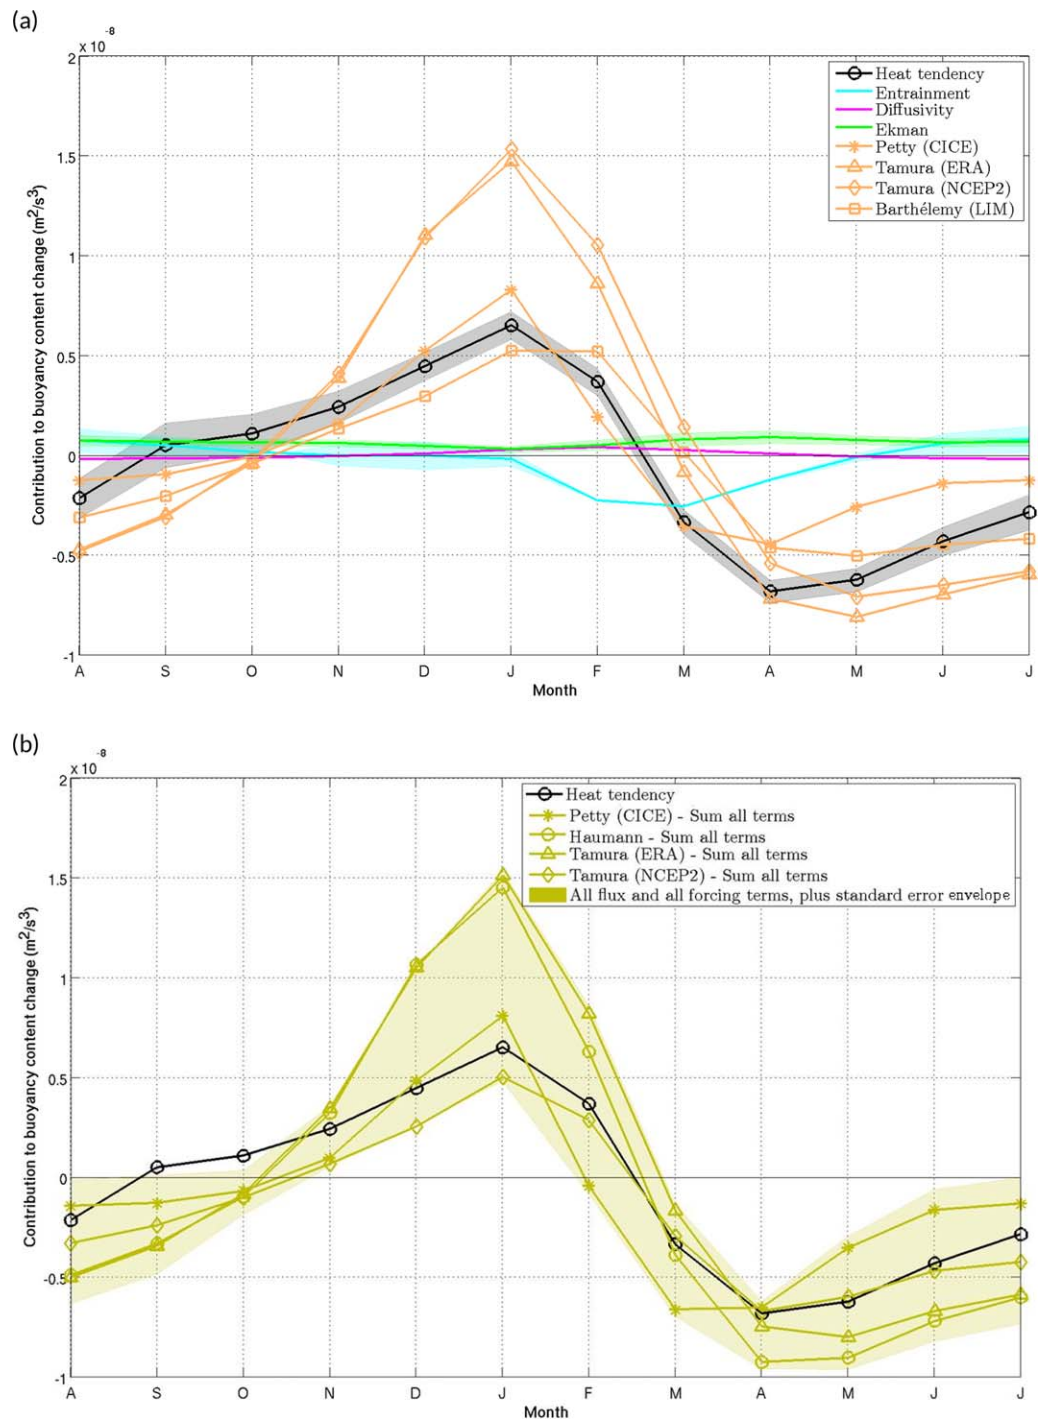 (a)
x 10
-8
2
1.5
1
0.5
0
-0.5
-1
Contribution to buoyancy content change (m²/s³)
Heat tendency
Entrainment
Diffusivity
Ekman
Petty (CICE)
Tamura (ERA)
Tamura (NCEP2)
Barthélemy (LIM)
A S O N D J F M A M J J
Month
(b)
x 10
-8
2
1.5
1
0.5
0
-0.5
-1
Contribution to buoyancy content change (m²/s³)
Heat tendency
Petty (CICE) - Sum all terms
Haumann - Sum all terms
Tamura (ERA) - Sum all terms
Tamura (NCEP2) - Sum all terms
All flux and all forcing terms, plus standard error envelope
A S O N D J F M A M J J
Month